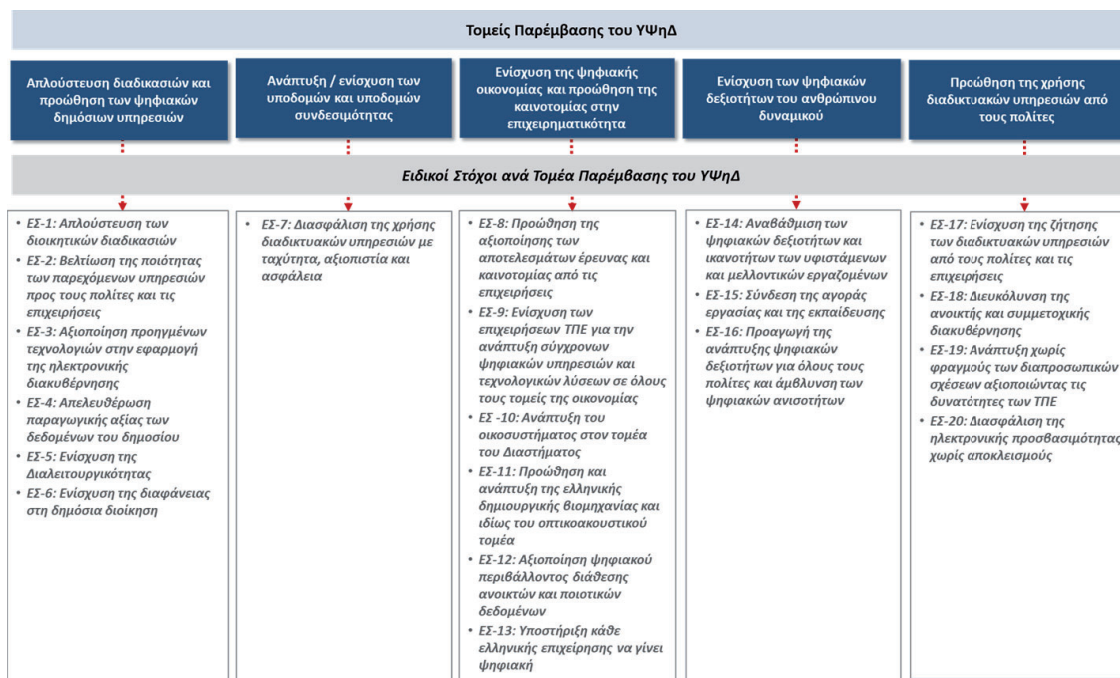 Τομείς Παρέμβασης του ΥΨηΔ
Απλούστευση διαδικασιών και
προώθηση των ψηφιακών
δημόσιων υπηρεσιών
Ανάπτυξη / ενίσχυση των
υποδομών και υποδομών
συνδεσιμότητας
Ενίσχυση της ψηφιακής
οικονομίας και προώθηση της
καινοτομίας στην
επιχειρηματικότητα
Ενίσχυση των ψηφιακών
δεξιοτήτων του ανθρώπινου
δυναμικού
Προώθηση της χρήσης
διαδικτυακών υπηρεσιών από
τους πολίτες
Ειδικοί Στόχοι ανά Τομέα Παρέμβασης του ΥΨηΔ
• ΕΣ-1: Απλούστευση των
διοικητικών διαδικασιών
• ΕΣ-2: Βελτίωση της ποιότητας
των παρεχόμενων υπηρεσιών
προς τους πολίτες και τις
επιχειρήσεις
• ΕΣ-3: Αξιοποίηση προηγμένων
τεχνολογιών στην εφαρμογή
της ηλεκτρονικής
διακυβέρνησης
• ΕΣ-4: Απελευθέρωση
παραγωγικής αξίας των
δεδομένων του δημοσίου
• ΕΣ-5: Ενίσχυση της
Διαλειτουργικότητας
• ΕΣ-6: Ενίσχυση της διαφάνειας
στη δημόσια διοίκηση
• ΕΣ-7: Διασφάλιση της χρήσης
διαδικτυακών υπηρεσιών με
ταχύτητα, αξιοπιστία και
ασφάλεια
• ΕΣ-8: Προώθηση της
αξιοποίησης των
αποτελεσμάτων έρευνας και
καινοτομίας από τις
επιχειρήσεις
• ΕΣ-9: Ενίσχυση των
επιχειρήσεων ΤΠΕ για την
ανάπτυξη σύγχρονων
ψηφιακών υπηρεσιών και
τεχνολογικών λύσεων σε όλους
τους τομείς της οικονομίας
• ΕΣ -10: Ανάπτυξη του
οικοσυστήματος στον τομέα
του Διαστήματος
• ΕΣ-11: Προώθηση και
ανάπτυξη της ελληνικής
δημιουργικής βιομηχανίας και
ιδίως του οπτικοακουστικού
τομέα
• ΕΣ-12: Αξιοποίηση ψηφιακού
περιβάλλοντος διάθεσης
ανοικτών και ποιοτικών
δεδομένων
• ΕΣ-13: Υποστήριξη κάθε
ελληνικής επιχείρησης να γίνει
ψηφιακή
• ΕΣ-14: Αναβάθμιση των
ψηφιακών δεξιοτήτων και
ικανοτήτων των υφιστάμενων
και μελλοντικών εργαζομένων
• ΕΣ-15: Σύνδεση της αγοράς
εργασίας και της εκπαίδευσης
• ΕΣ-16: Προαγωγή της
ανάπτυξης ψηφιακών
δεξιοτήτων για όλους τους
πολίτες και άμβλυνση των
ψηφιακών ανισοτήτων
• ΕΣ-17: Ενίσχυση της ζήτησης
των διαδικτυακών υπηρεσιών
από τους πολίτες και τις
επιχειρήσεις
• ΕΣ-18: Διευκόλυνση της
ανοικτής και συμμετοχικής
διακυβέρνησης
• ΕΣ-19: Ανάπτυξη χωρίς
φραγμούς των διαπροσωπικών
σχέσεων αξιοποιώντας τις
δυνατότητες των ΤΠΕ
• ΕΣ-20: Διασφάλιση της
ηλεκτρονικής προσβασιμότητας
χωρίς αποκλεισμούς